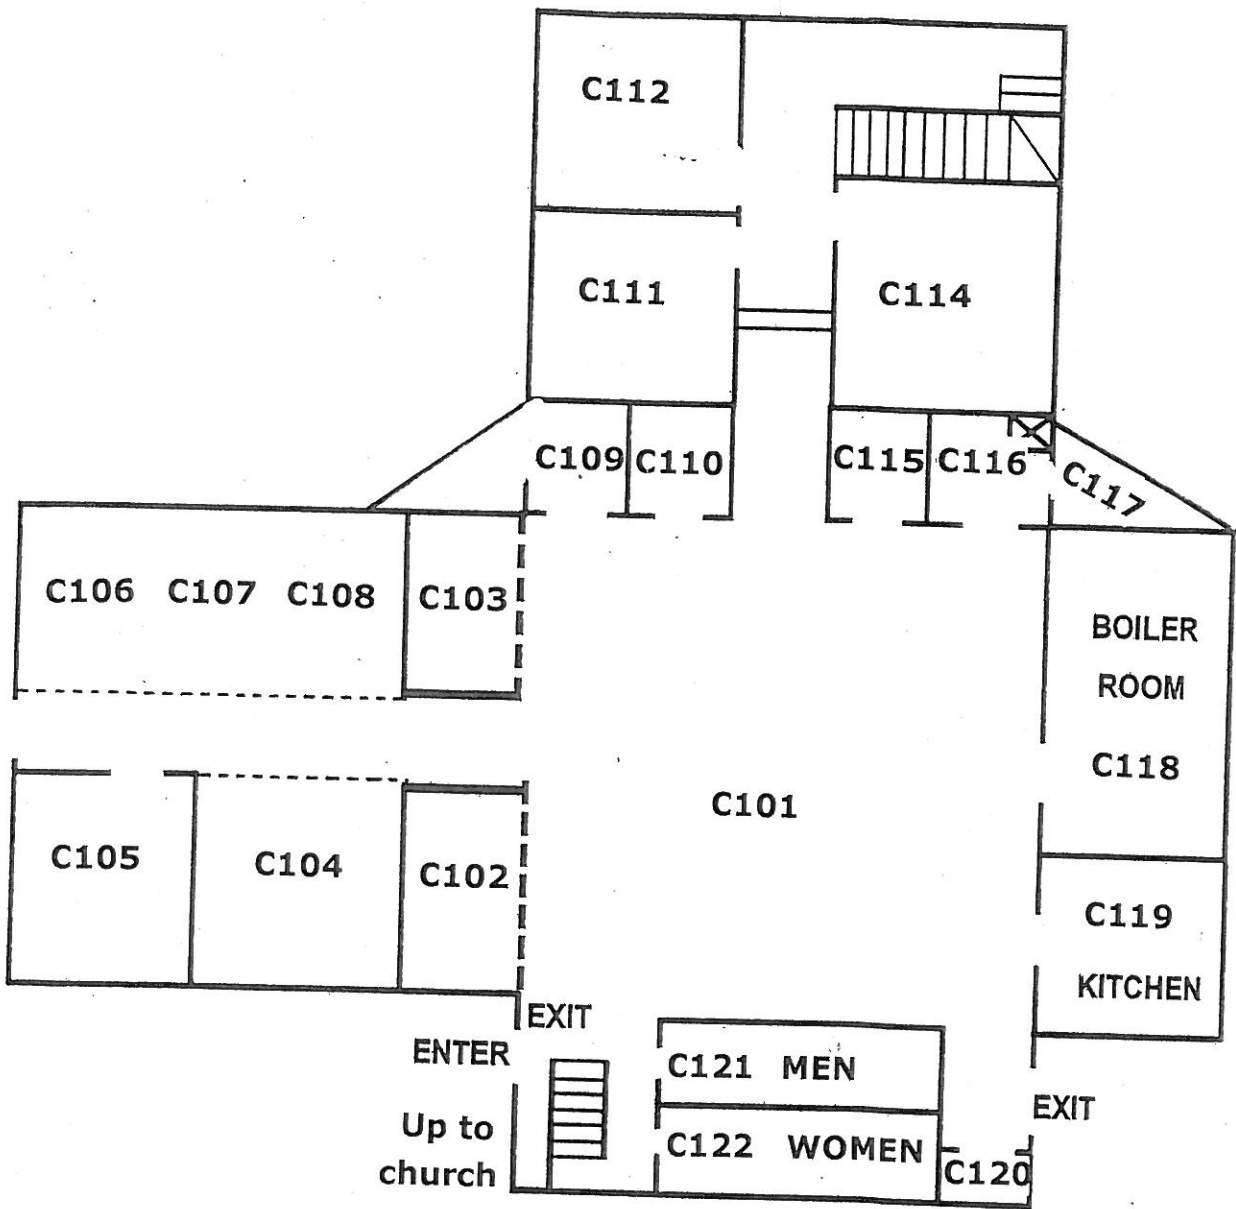 C112
C111
C114
C109 C110
C115 C116
C117
C106 C107 C108 C103
BOILER
ROOM
C118
C101
C105 C104 C102
C119
KITCHEN
EXIT
ENTER
C121 MEN
EXIT
Up to
church
C122 WOMEN
C120